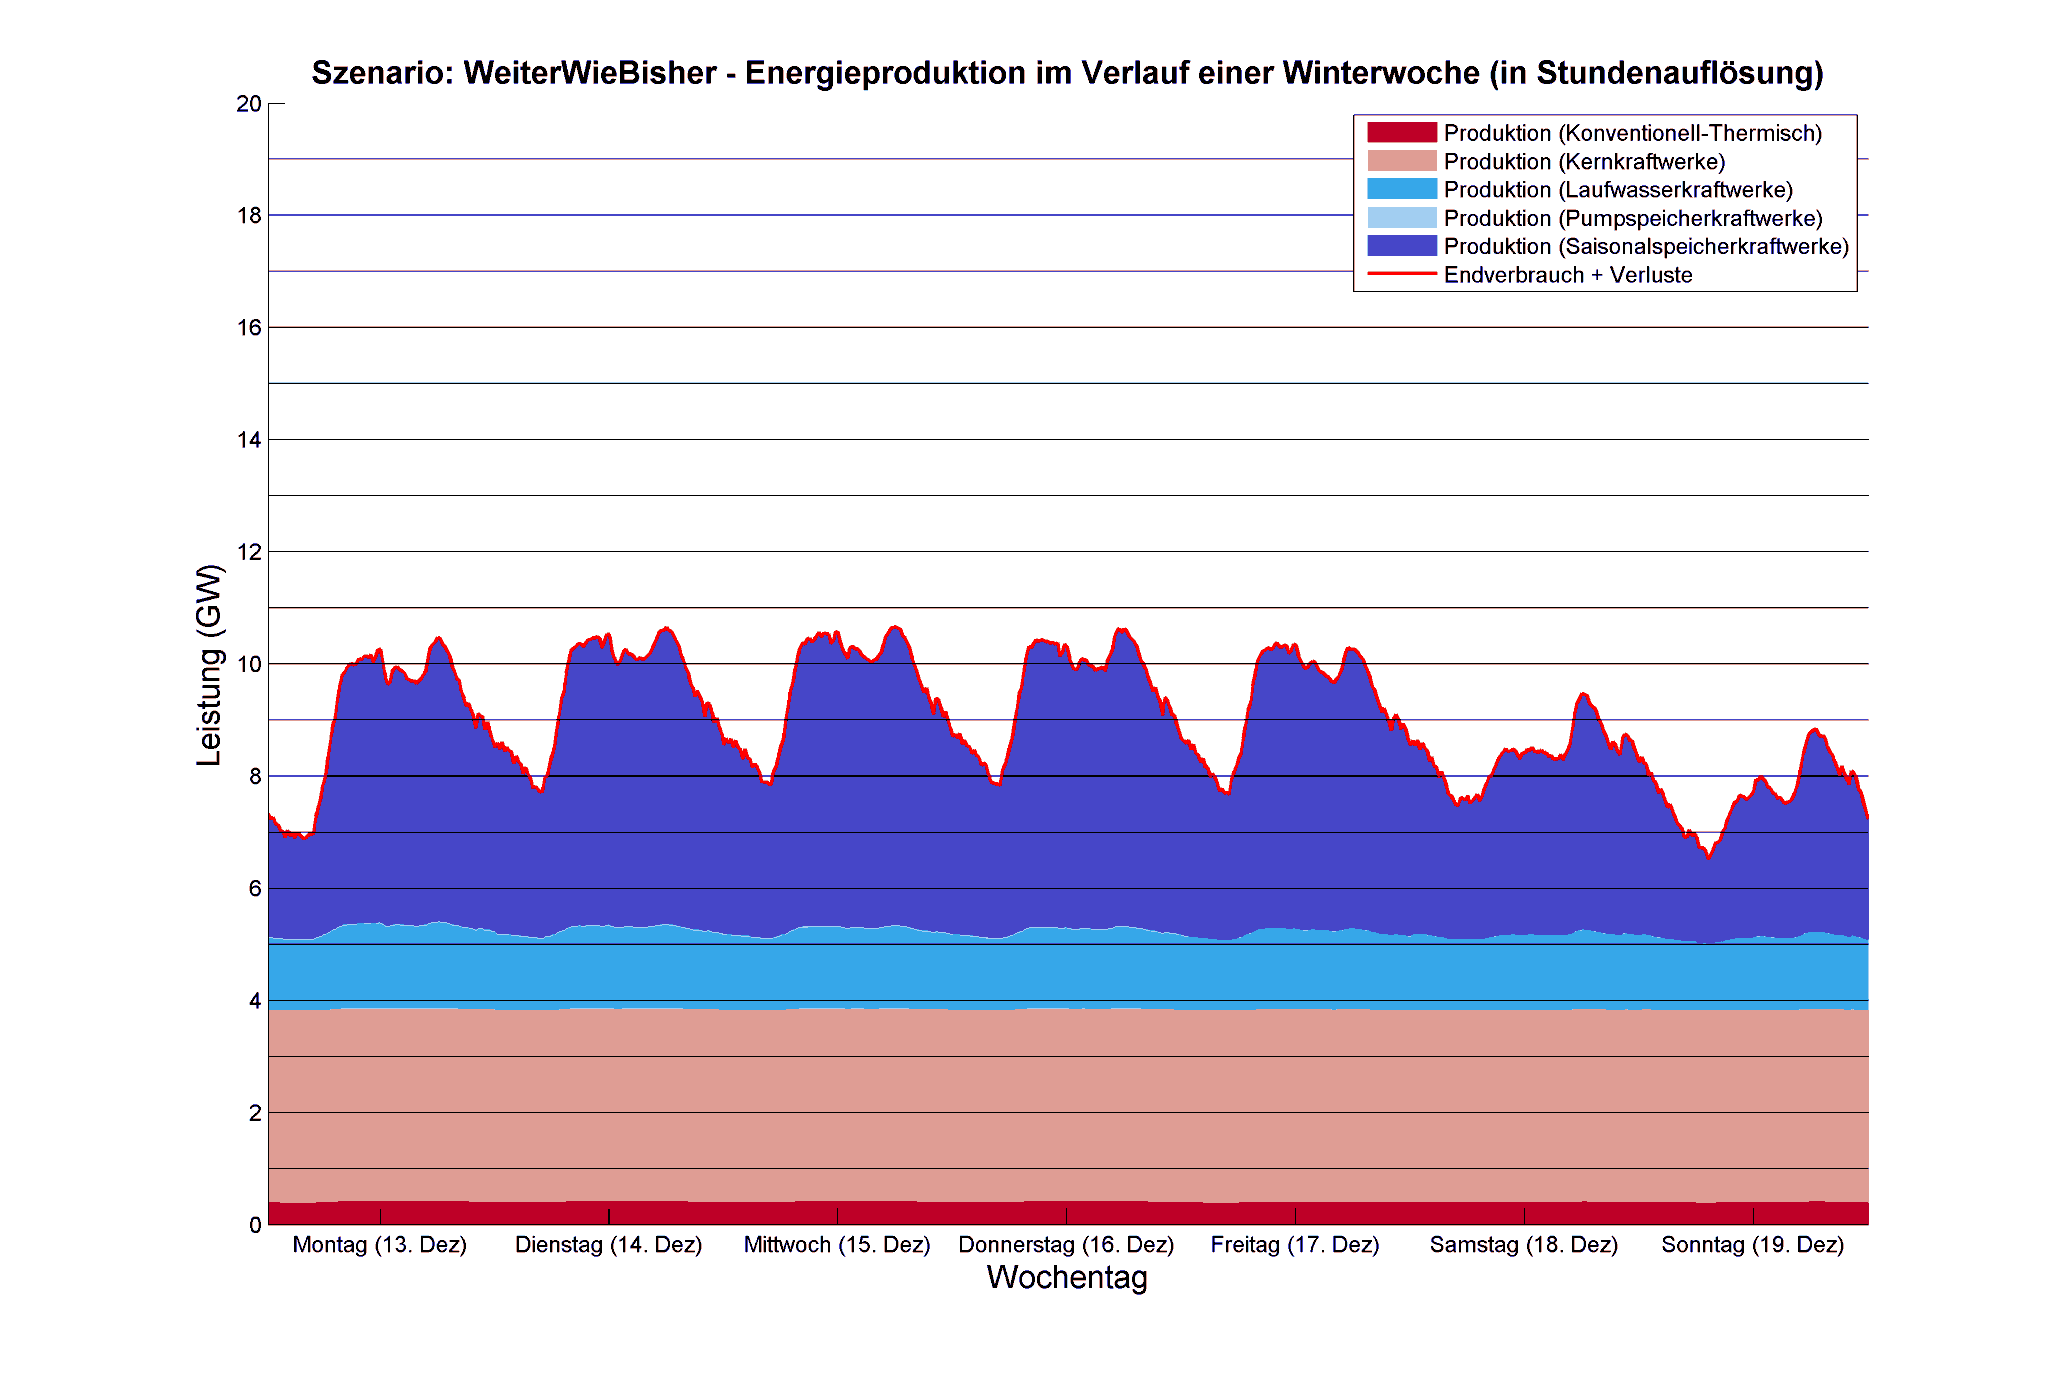 Szenario: WeiterWieBisher - Energieproduktion im Verlauf einer Winterwoche (in Stundenauflösung)
Produktion (Konventionell-Thermisch)
Produktion (Kernkraftwerke)
Produktion (Laufwasserkraftwerke)
Produktion (Pumpspeicherkraftwerke)
Produktion (Saisonalspeicherkraftwerke)
Endverbrauch + Verluste
Leistung (GW)
20
18
16
14
12
10
8
6
4
2
0
Montag (13. Dez)
Dienstag (14. Dez)
Mittwoch (15. Dez)
Donnerstag (16. Dez)
Freitag (17. Dez)
Samstag (18. Dez)
Sonntag (19. Dez)
Wochentag